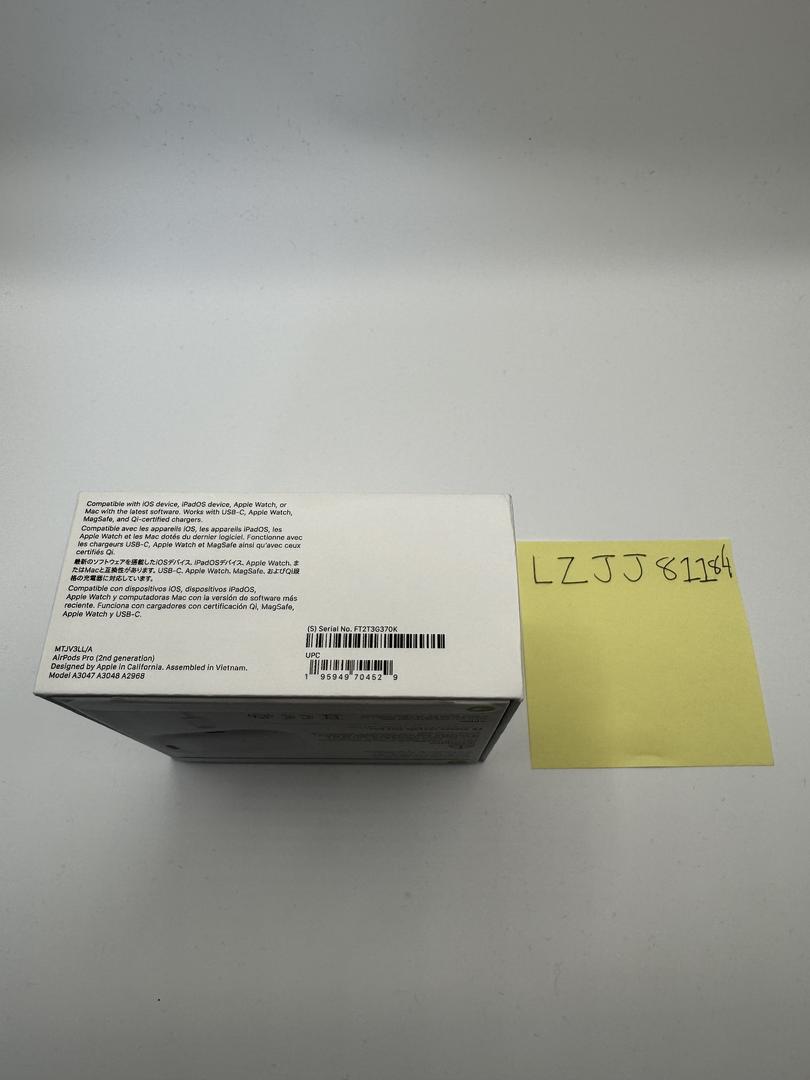 Compatible with iOS device, iPadOS device, Apple Watch, or
Mac with the latest software. Works with USB-C, Apple Watch,
MagSafe, and Qi-certified chargers.
Compatible avec les appareils iOS, les appareils iPadOS, les
Apple Watch et les Mac dotés du dernier logiciel. Fonctionne avec
les chargeurs USB-C, Apple Watch et MagSafe ainsi qu'avec ceux
certifiés Qi.
最新のソフトウェアを搭載したiOSデバイス、iPadOSデバイス、Apple Watch、ま
たはMacと互換性があります。USB-C、Apple Watch、MagSafe、およびQi規
格の充電器に対応しています。
Compatible con dispositivos iOS, dispositivos iPadOS,
Apple Watch y computadoras Mac con la versión de software más
reciente. Funciona con cargadores con certificación Qi, MagSafe,
Apple Watch y USB-C.
MTJV3LL/A
AirPods Pro (2nd generation)
Designed by Apple in California. Assembled in Vietnam.
Model A3047 A3048 A2968
(S) Serial No. FT2T3G370K
UPC
1 95949 70452 9
LZJJ81184